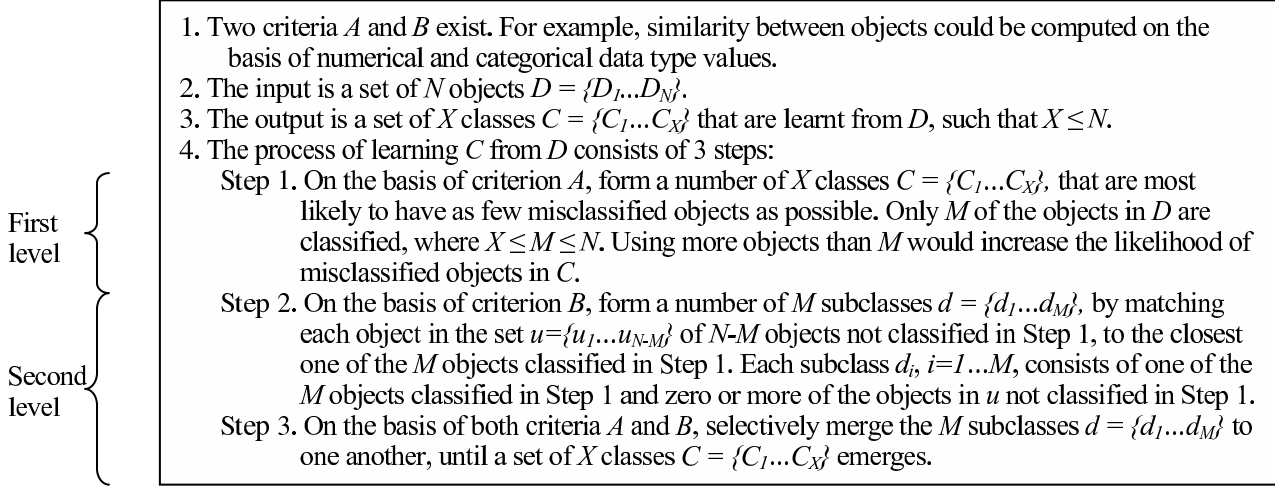 1. Two criteria A and B exist. For example, similarity between objects could be computed on the
basis of numerical and categorical data type values.
2. The input is a set of N objects D = {D1...DN}.
3. The output is a set of X classes C = {C1...CX} that are learnt from D, such that X ≤ N.
4. The process of learning C from D consists of 3 steps:
Step 1. On the basis of criterion A, form a number of X classes C = {C1...CX}, that are most
likely to have as few misclassified objects as possible. Only M of the objects in D are
classified, where X ≤ M ≤ N. Using more objects than M would increase the likelihood of
misclassified objects in C.
First
level
Step 2. On the basis of criterion B, form a number of M subclasses d = {d1...dM}, by matching
each object in the set u={u1...uN-M} of N-M objects not classified in Step 1, to the closest
one of the M objects classified in Step 1. Each subclass di, i=1...M, consists of one of the
M objects classified in Step 1 and zero or more of the objects in u not classified in Step 1.
Step 3. On the basis of both criteria A and B, selectively merge the M subclasses d = {d1...dM} to
one another, until a set of X classes C = {C1...CX} emerges.
Second
level